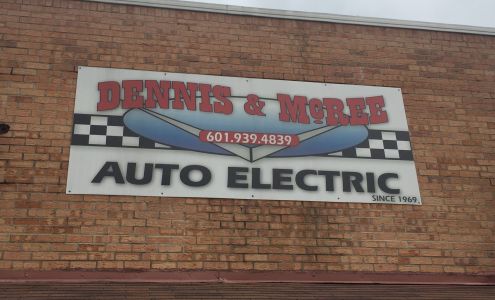 DENNIS & McREE
601.939.4839
AUTO ELECTRIC
SINCE 1969